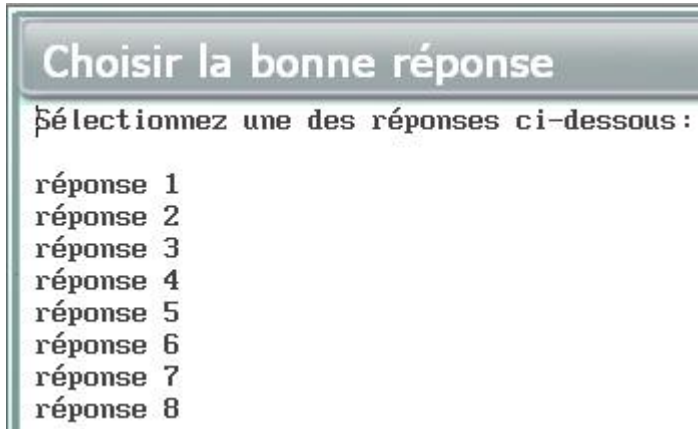 Choisir la bonne réponse
Sélectionnez une des réponses ci-dessous:
réponse 1
réponse 2
réponse 3
réponse 4
réponse 5
réponse 6
réponse 7
réponse 8